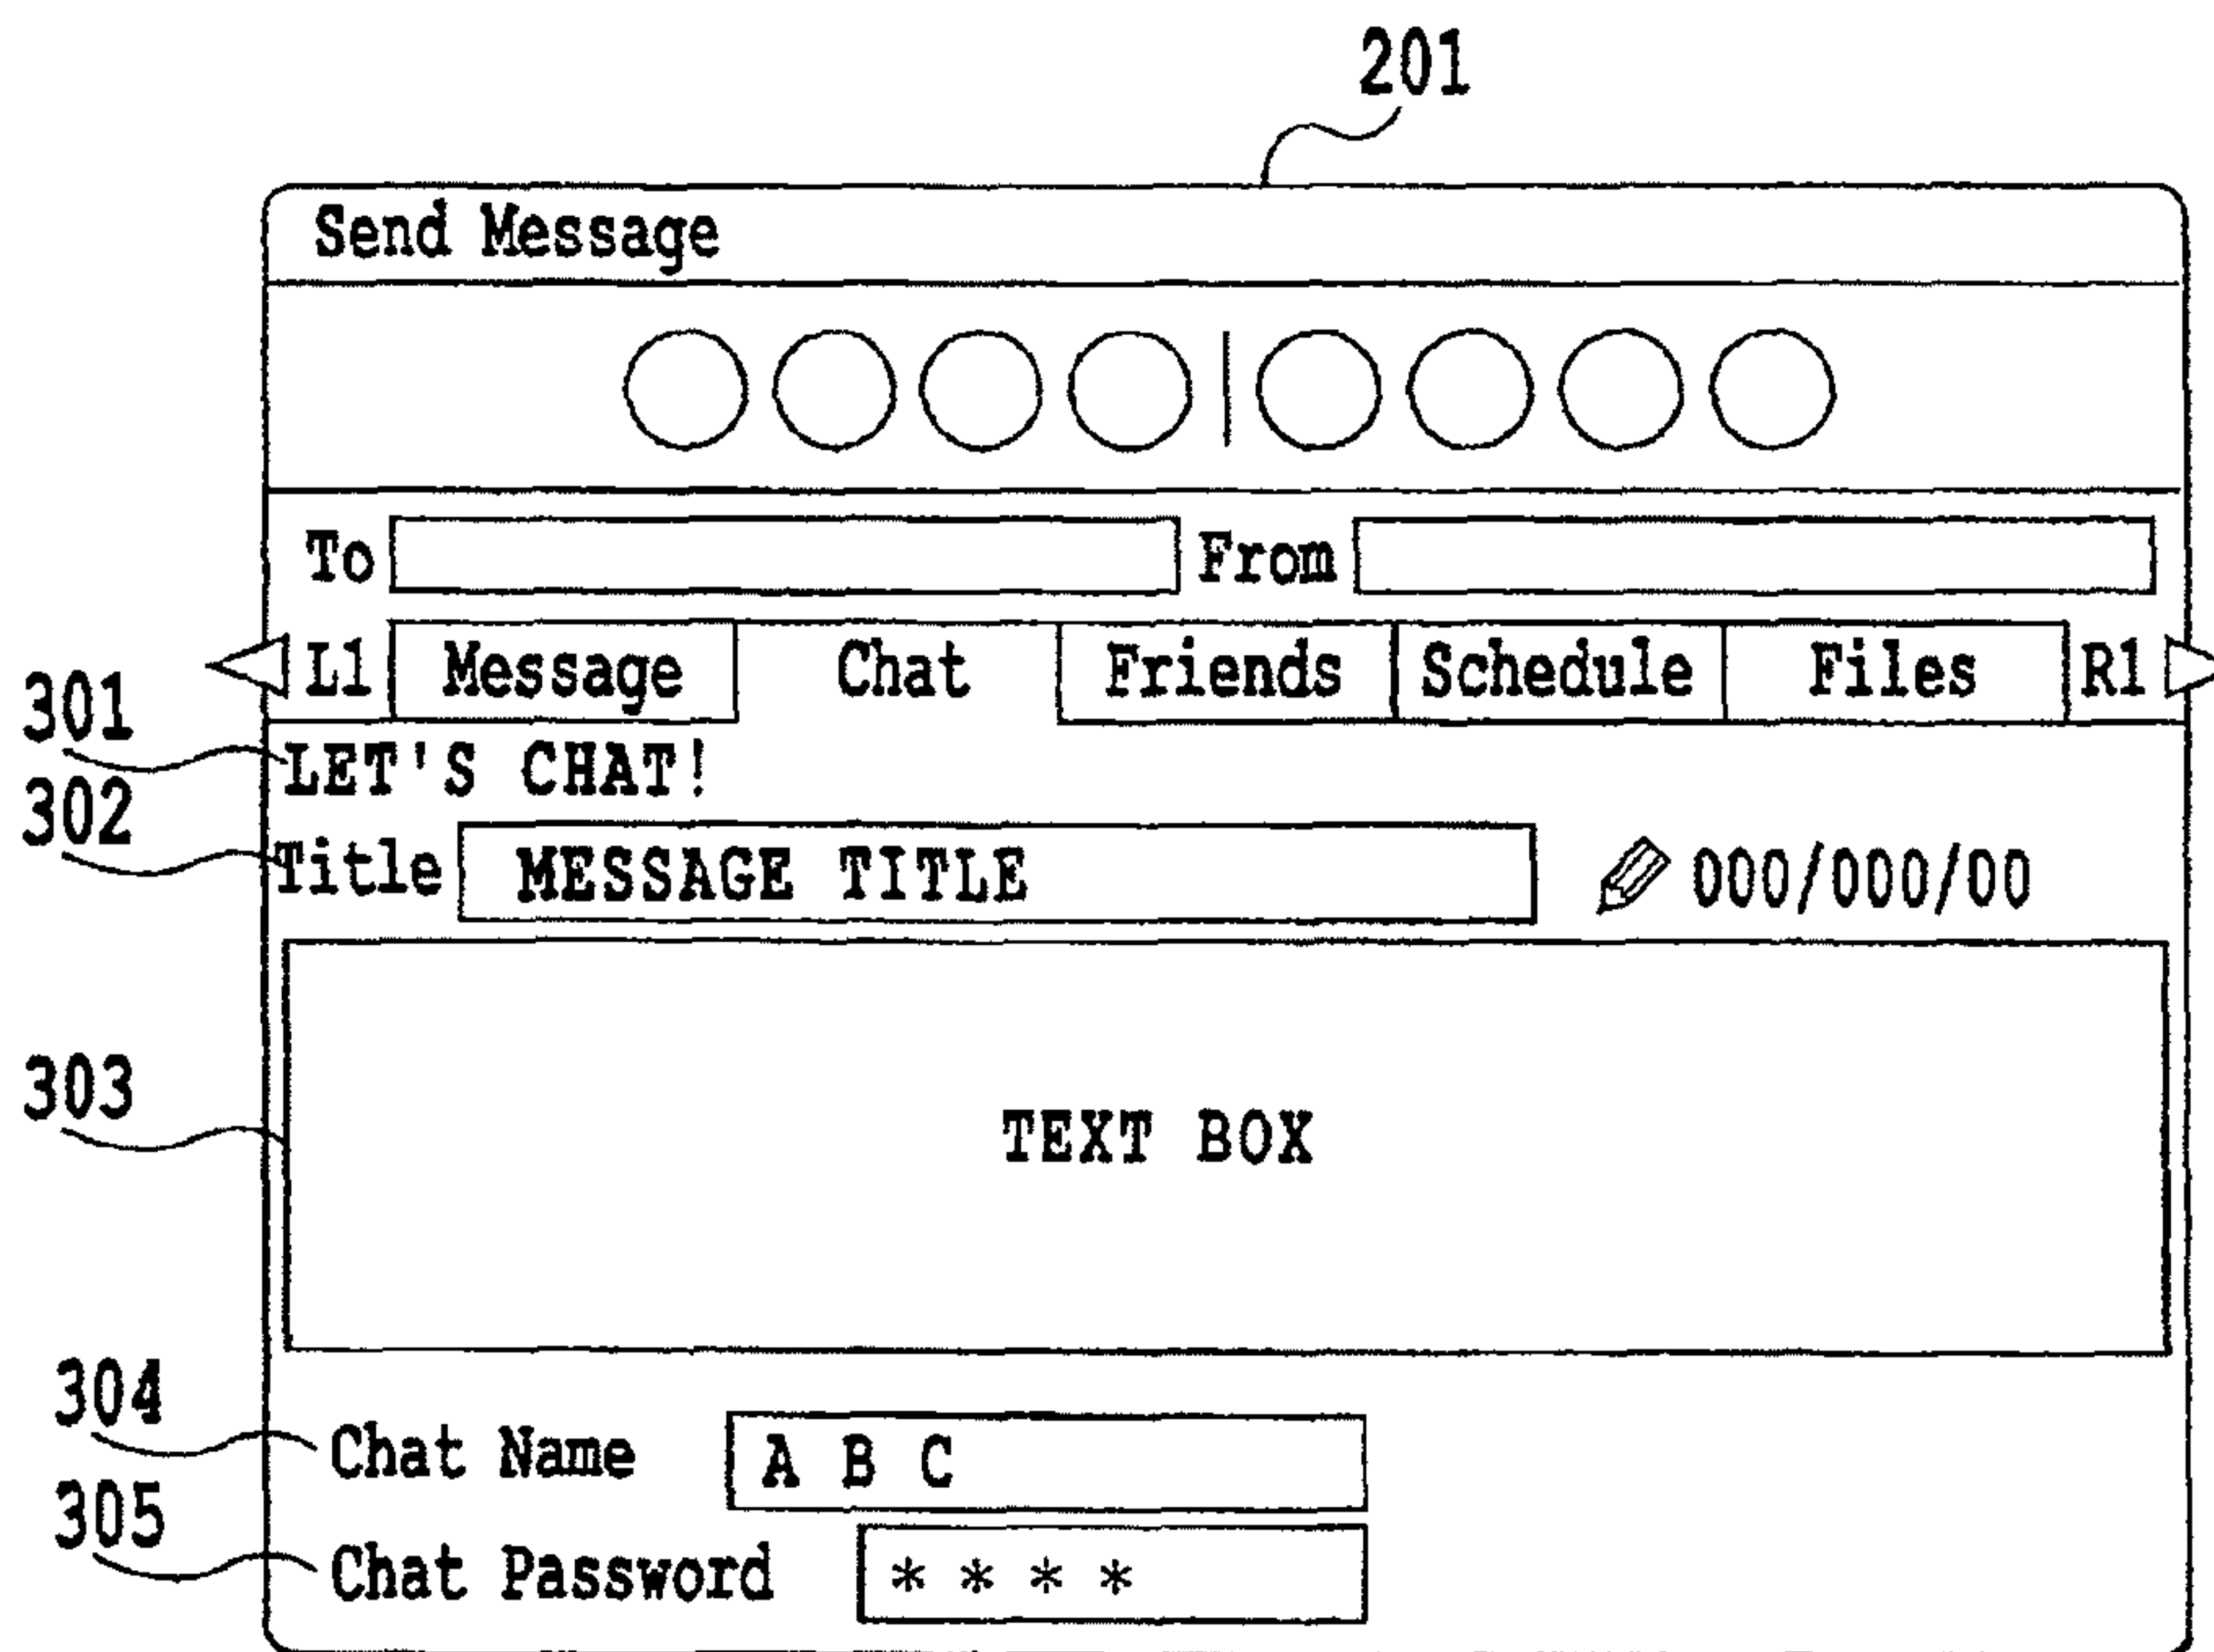 201
Send Message
To From
L1 Message Chat Friends Schedule Files R1
301
LET'S CHAT!
302
Title MESSAGE TITLE 000/000/00
303
TEXT BOX
304
Chat Name A B C
305
Chat Password * * * *